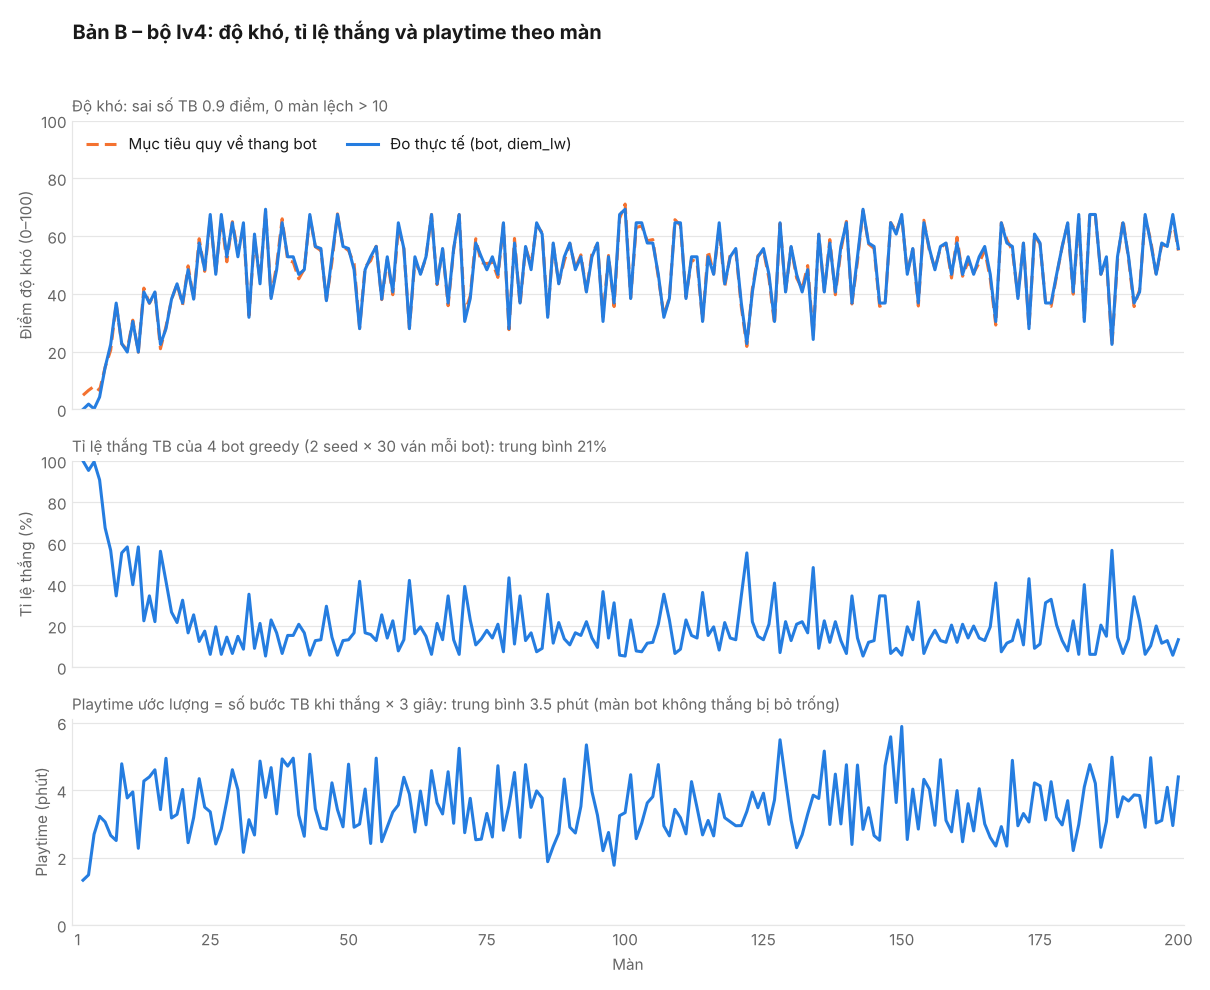 Bản B – bộ lv4: độ khó, tỉ lệ thắng và playtime theo màn
Độ khó: sai số TB 0.9 điểm, 0 màn lệch > 10
Mục tiêu quy về thang bot
Đo thực tế (bot, diem_lw)
Điểm độ khó (0–100)
100
80
60
40
20
0
Tỉ lệ thắng TB của 4 bot greedy (2 seed × 30 ván mỗi bot): trung bình 21%
Tỉ lệ thắng (%)
100
80
60
40
20
0
Playtime ước lượng = số bước TB khi thắng × 3 giây: trung bình 3.5 phút (màn bot không thắng bị bỏ trống)
Playtime (phút)
6
4
2
0
1 25 50 75 100 125 150 175 200
Màn